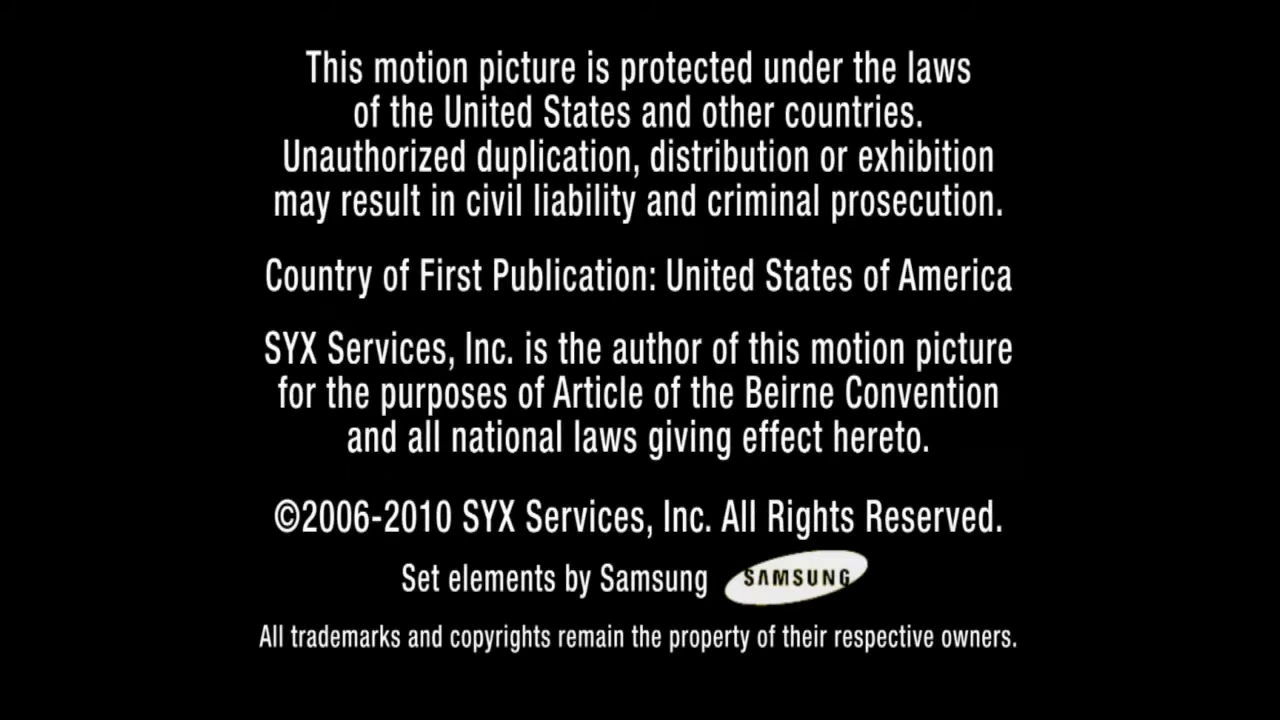 This motion picture is protected under the laws
of the United States and other countries.
Unauthorized duplication, distribution or exhibition
may result in civil liability and criminal prosecution.
Country of First Publication: United States of America
SYX Services, Inc. is the author of this motion picture
for the purposes of Article of the Beirne Convention
and all national laws giving effect hereto.
©2006-2010 SYX Services, Inc. All Rights Reserved.
Set elements by Samsung SAMSUNG
All trademarks and copyrights remain the property of their respective owners.